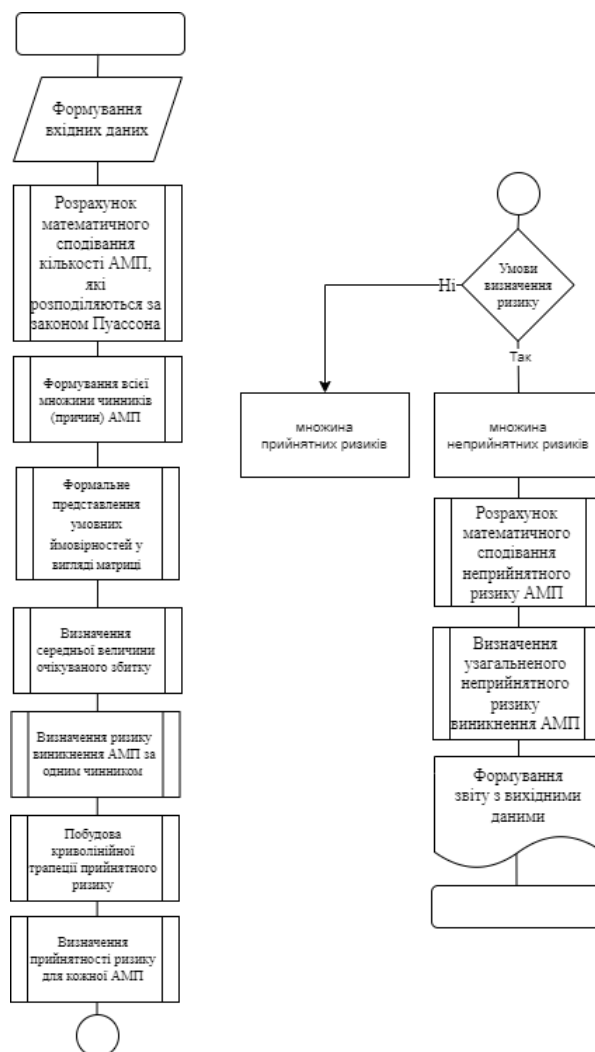 Формування
вхідних даних
Розрахунок
математичного
сподівання
кількості АМП,
які
розподіляються за
законом Пуассона
Формування всієї
множини чинників
(причин) АМП
Формальне
представлення
умовних
ймовірностей у
вигляді матриці
Визначення
середньої величини
очікуваного збитку
Визначення ризику
виникнення АМП за
одним чинником
Побудова
криволінійної
трапеції прийнятного
ризику
Визначення
прийнятності ризику
для кожної АМП
Умови
визначення
ризику
Ні
Так
множина
прийнятних ризиків
множина
неприйнятних ризиків
Розрахунок
математичного
сподівання
неприйнятного
ризику АМП
Визначення
узагальненого
неприйнятного
ризику
виникнення АМП
Формування
звіту з вихідними
даними